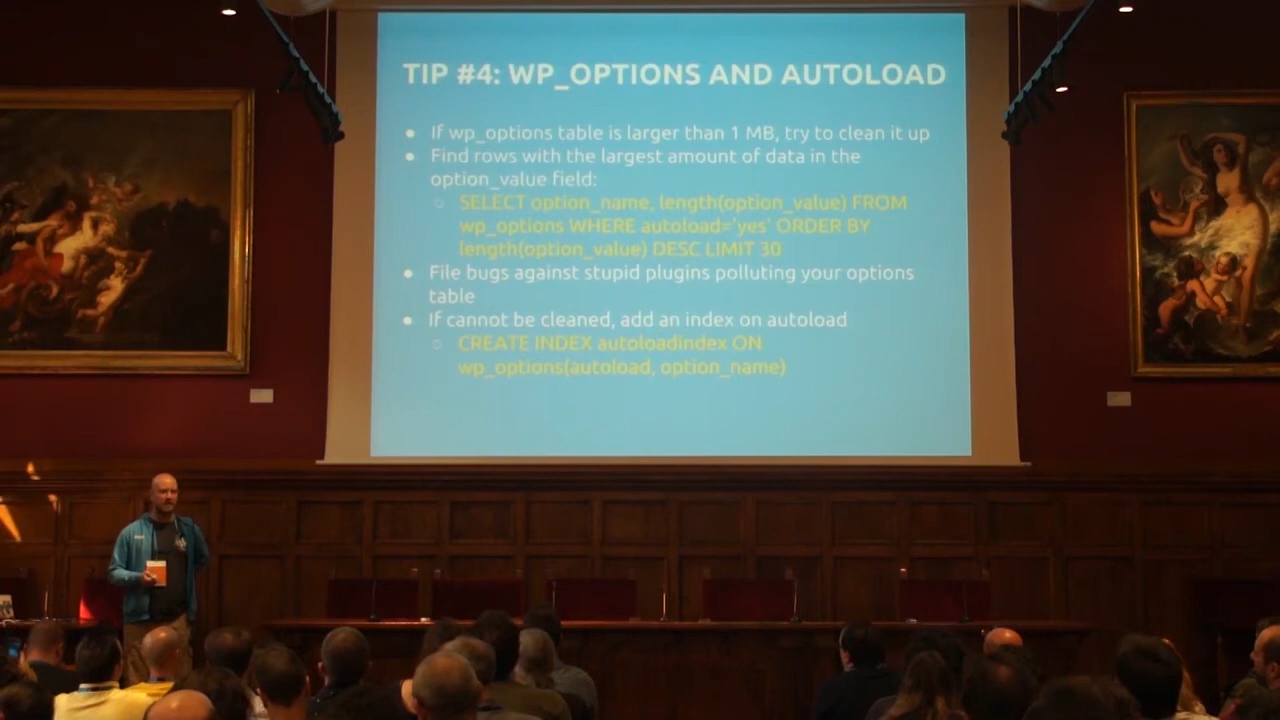 TIP #4: WP_OPTIONS AND AUTOLOAD
● If wp_options table is larger than 1 MB, try to clean it up
● Find rows with the largest amount of data in the
option_value field:
○ SELECT option_name, length(option_value) FROM
wp_options WHERE autoload='yes' ORDER BY
length(option_value) DESC LIMIT 30
● File bugs against stupid plugins polluting your options
table
● If cannot be cleaned, add an index on autoload
○ CREATE INDEX autoloadindex ON
wp_options(autoload, option_name)